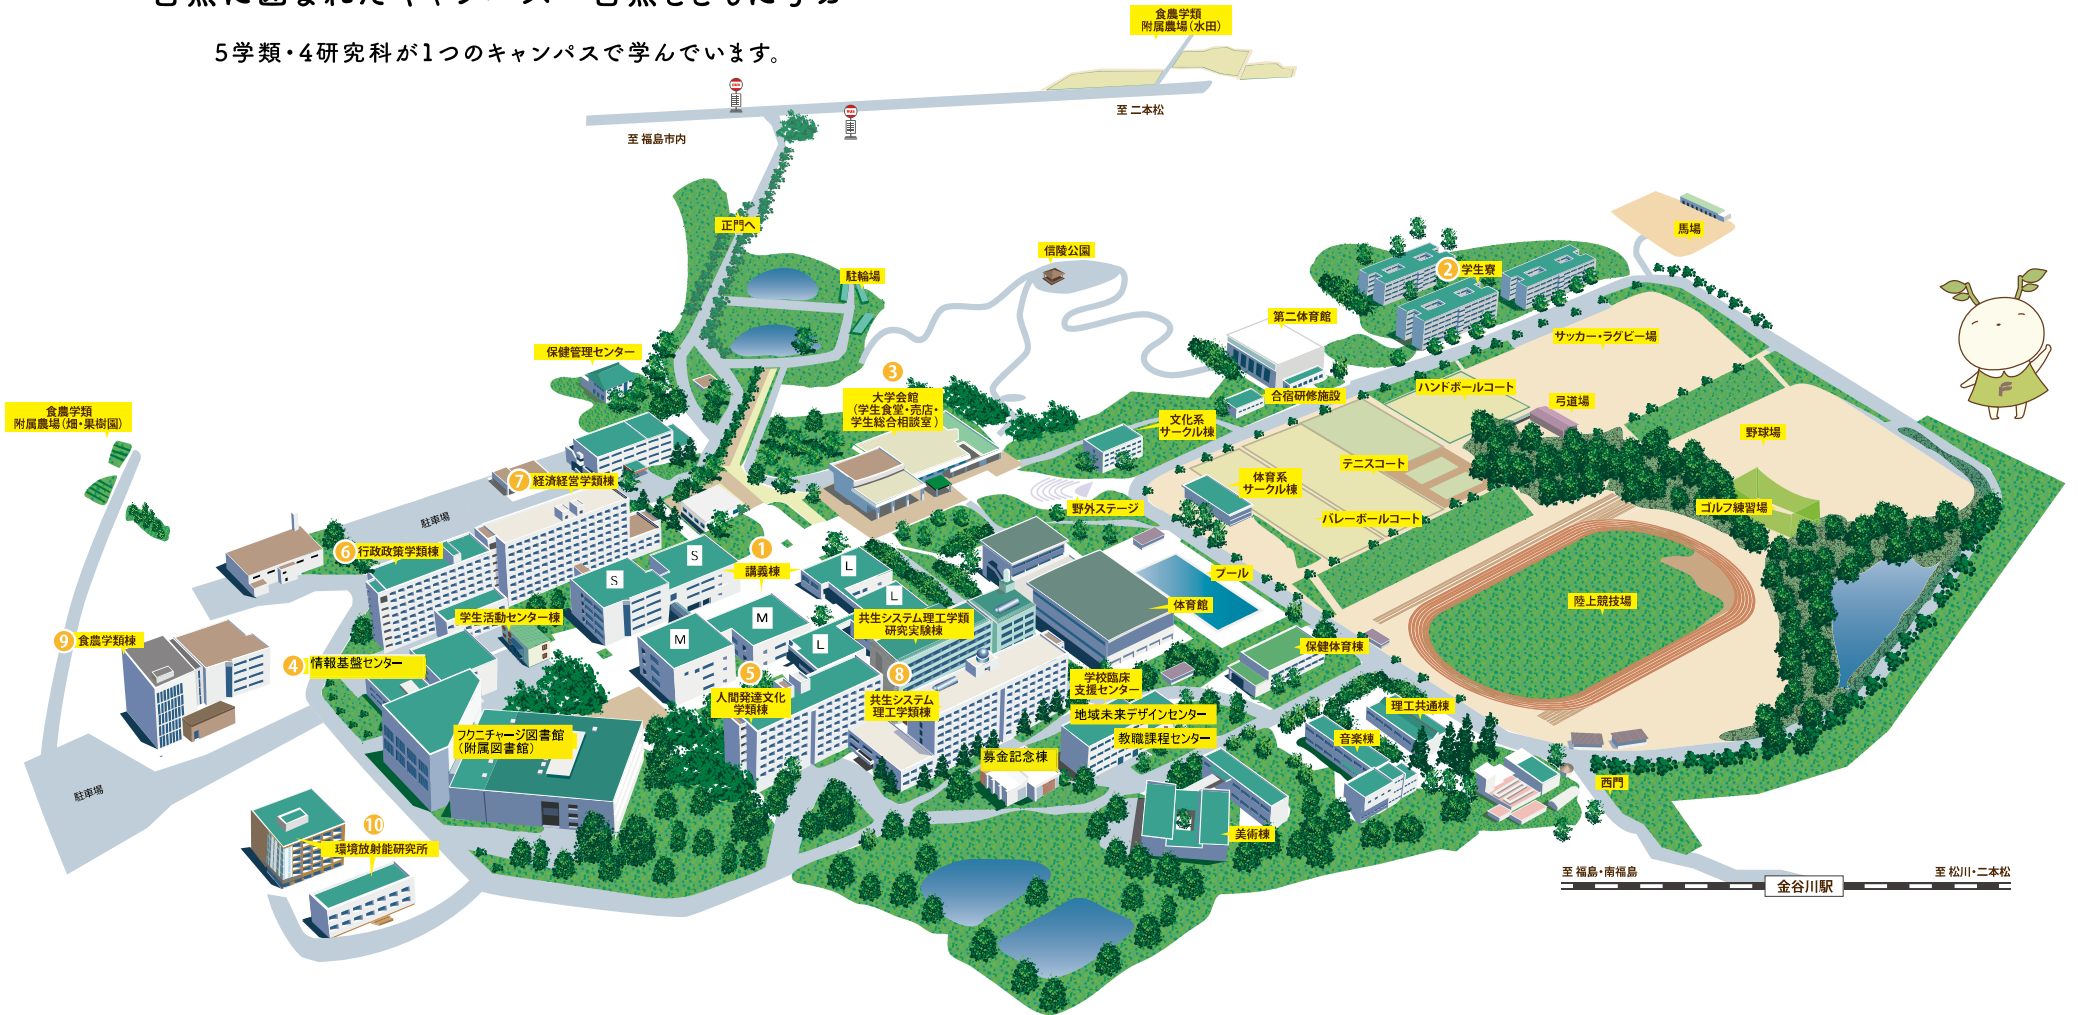 5学類・4研究科が1つのキャンパスで学んでいます。
食農学類
附属農場(水田)
至 二本松
至 福島市内
正門へ
駐輪場
信陵公園
馬場
2 学生寮
第二体育館
サッカー・ラグビー場
保健管理センター
3
大学会館
(学生食堂・売店・
学生総合相談室)
合宿研修施設
ハンドボールコート
弓道場
文化系
サークル棟
野球場
食農学類
附属農場(畑・果樹園)
テニスコート
体育系
サークル棟
7 経済経営学類棟
駐車場
野外ステージ
バレーボールコート
ゴルフ練習場
6 行政政策学類棟
S
S
1
講義棟
L
L
プール
体育館
陸上競技場
学生活動センター棟
共生システム理工学類
研究実験棟
M
M
L
保健体育棟
9 食農学類棟
4 情報基盤センター
5
人間発達文化
学類棟
8
共生システム
理工学類棟
学校臨床
支援センター
地域未来デザインセンター
教職課程センター
理工共通棟
音楽棟
フクニチャージ図書館
(附属図書館)
募金記念棟
西門
駐車場
美術棟
10
環境放射能研究所
至 福島・南福島
金谷川駅
至 松川・二本松
F